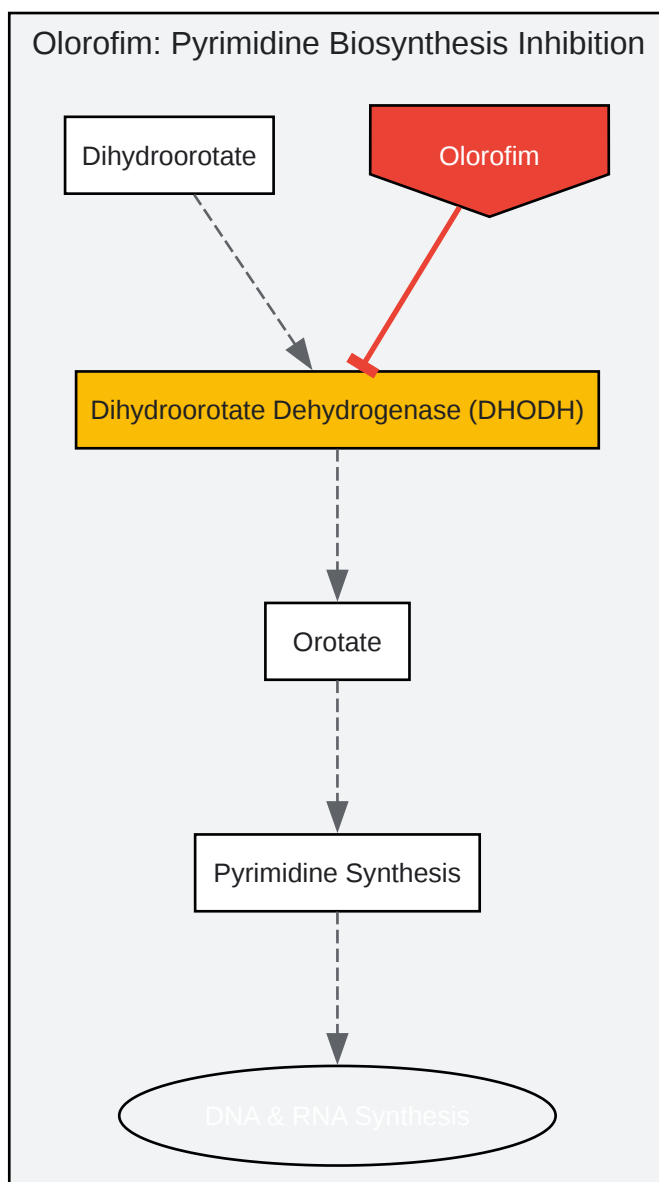 Olorofim: Pyrimidine Biosynthesis Inhibition
Dihydroorotate
Olorofim
Dihydroorotate Dehydrogenase (DHODH)
Orotate
Pyrimidine Synthesis
DNA & RNA Synthesis